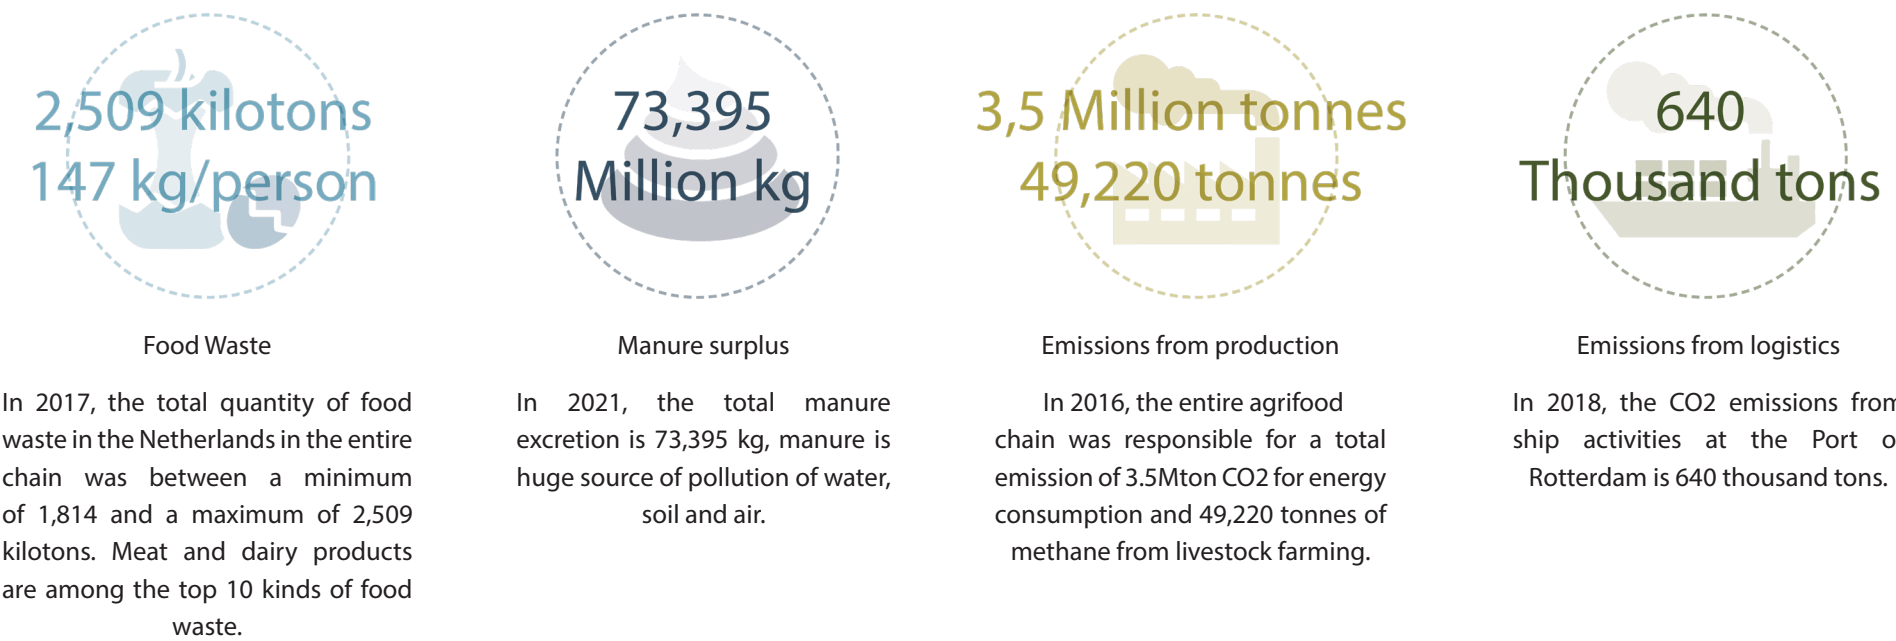 2,509 kilotons
147 kg/person
Food Waste
In 2017, the total quantity of food
waste in the Netherlands in the entire
chain was between a minimum
of 1,814 and a maximum of 2,509
kilotons. Meat and dairy products
are among the top 10 kinds of food
waste.
73,395
Million kg
Manure surplus
In 2021, the total manure
excretion is 73,395 kg, manure is
huge source of pollution of water,
soil and air.
3,5 Million tonnes
49,220 tonnes
Emissions from production
In 2016, the entire agrifood
chain was responsible for a total
emission of 3.5Mton CO2 for energy
consumption and 49,220 tonnes of
methane from livestock farming.
640
Thousand tons
Emissions from logistics
In 2018, the CO2 emissions from
ship activities at the Port o
Rotterdam is 640 thousand tons.